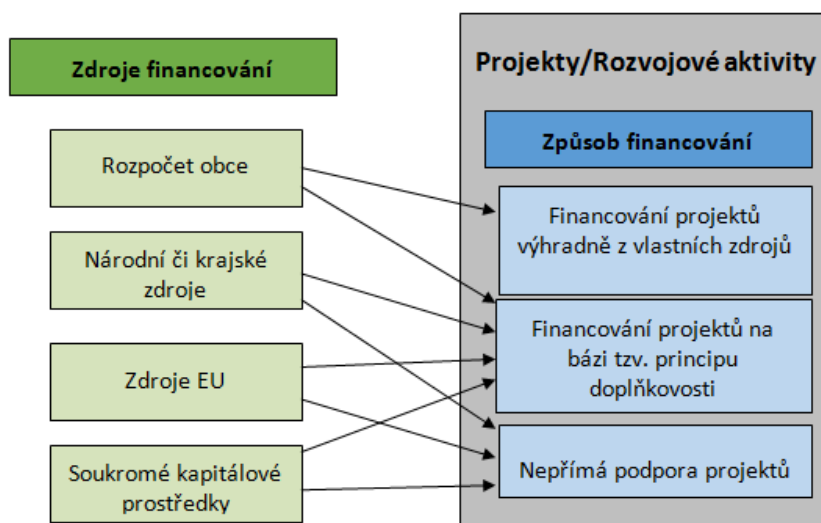 Zdroje financování
Rozpočet obce
Národní či krajské
zdroje
Zdroje EU
Soukromé kapitálové
prostředky
Projekty/Rozvojové aktivity
Způsob financování
Financování projektů
výhradně z vlastních zdrojů
Financování projektů na
bázi tzv. principu
doplňkovosti
Nepřímá podpora projektů